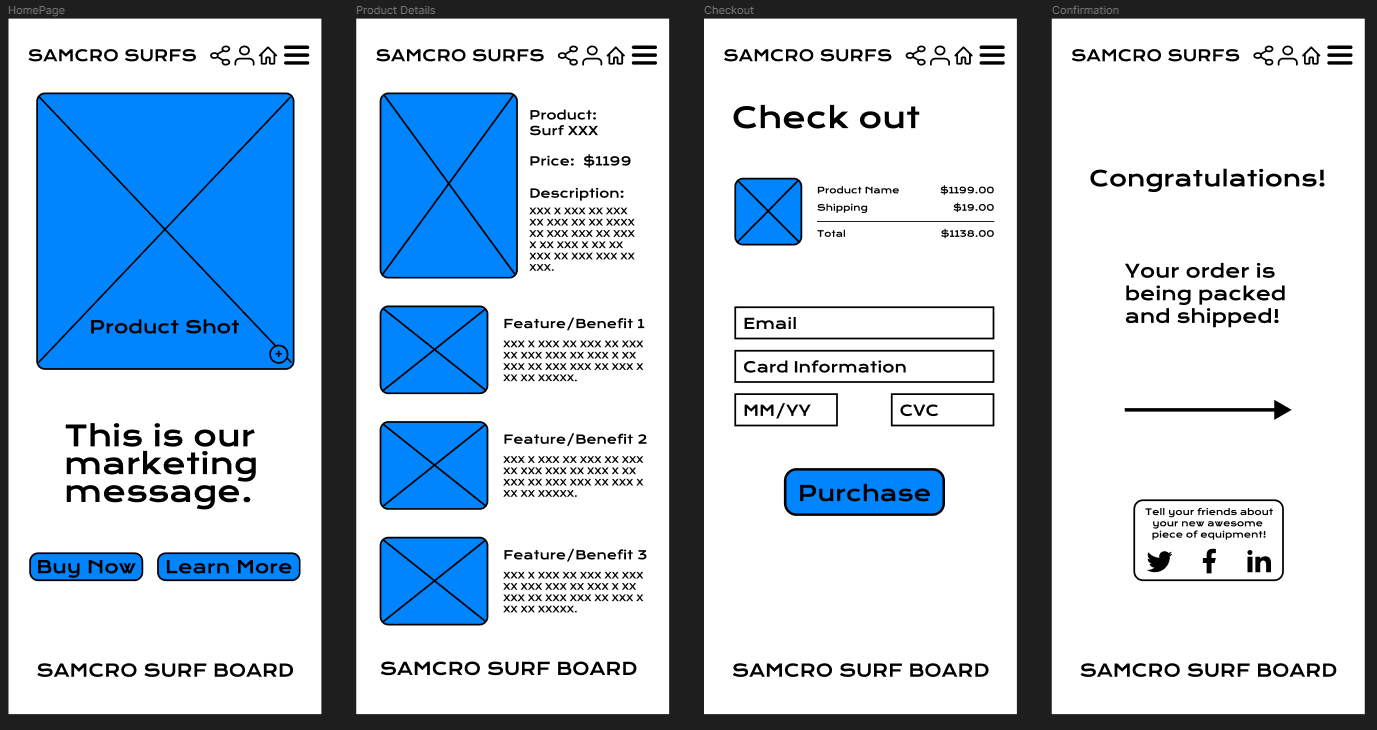 HomePage
SAMCRO SURFS
Product Shot
This is our
marketing
message.
Buy Now
Learn More
SAMCRO SURF BOARD
Product Details
SAMCRO SURFS
Product:
Surf XXX
Price: $1199
Description:
xxx x xxx xx xxx
xx xxx xx xx xxxx
xxx xxx xx xx xxx
x xx xxx x xx xx
xxx xx xxx xxx xx
xxx.
Feature/Benefit 1
xxx x xxx xx xxx xx xxx
xx xxx xxx xx xxx x xx
xxx xx xxx xxx xx xxx x
xx xx xxxxx.
Feature/Benefit 2
xxx x xxx xx xxx xx xxx
xx xxx xxx xx xxx x xx
xxx xx xxx xxx xx xxx x
xx xx xxxxx.
Feature/Benefit 3
xxx x xxx xx xxx xx xxx
xx xxx xxx xx xxx x xx
xxx xx xxx xxx xx xxx x
xx xx xxxxx.
SAMCRO SURF BOARD
Checkout
SAMCRO SURFS
Check out
Product Name $1199.00
Shipping $19.00
Total $1138.00
Email
Card Information
MM/YY
CVC
Purchase
SAMCRO SURF BOARD
Confirmation
SAMCRO SURFS
Congratulations!
Your order is
being packed
and shipped!
Tell your friends about
your new awesome
piece of equipment!
SAMCRO SURF BOARD